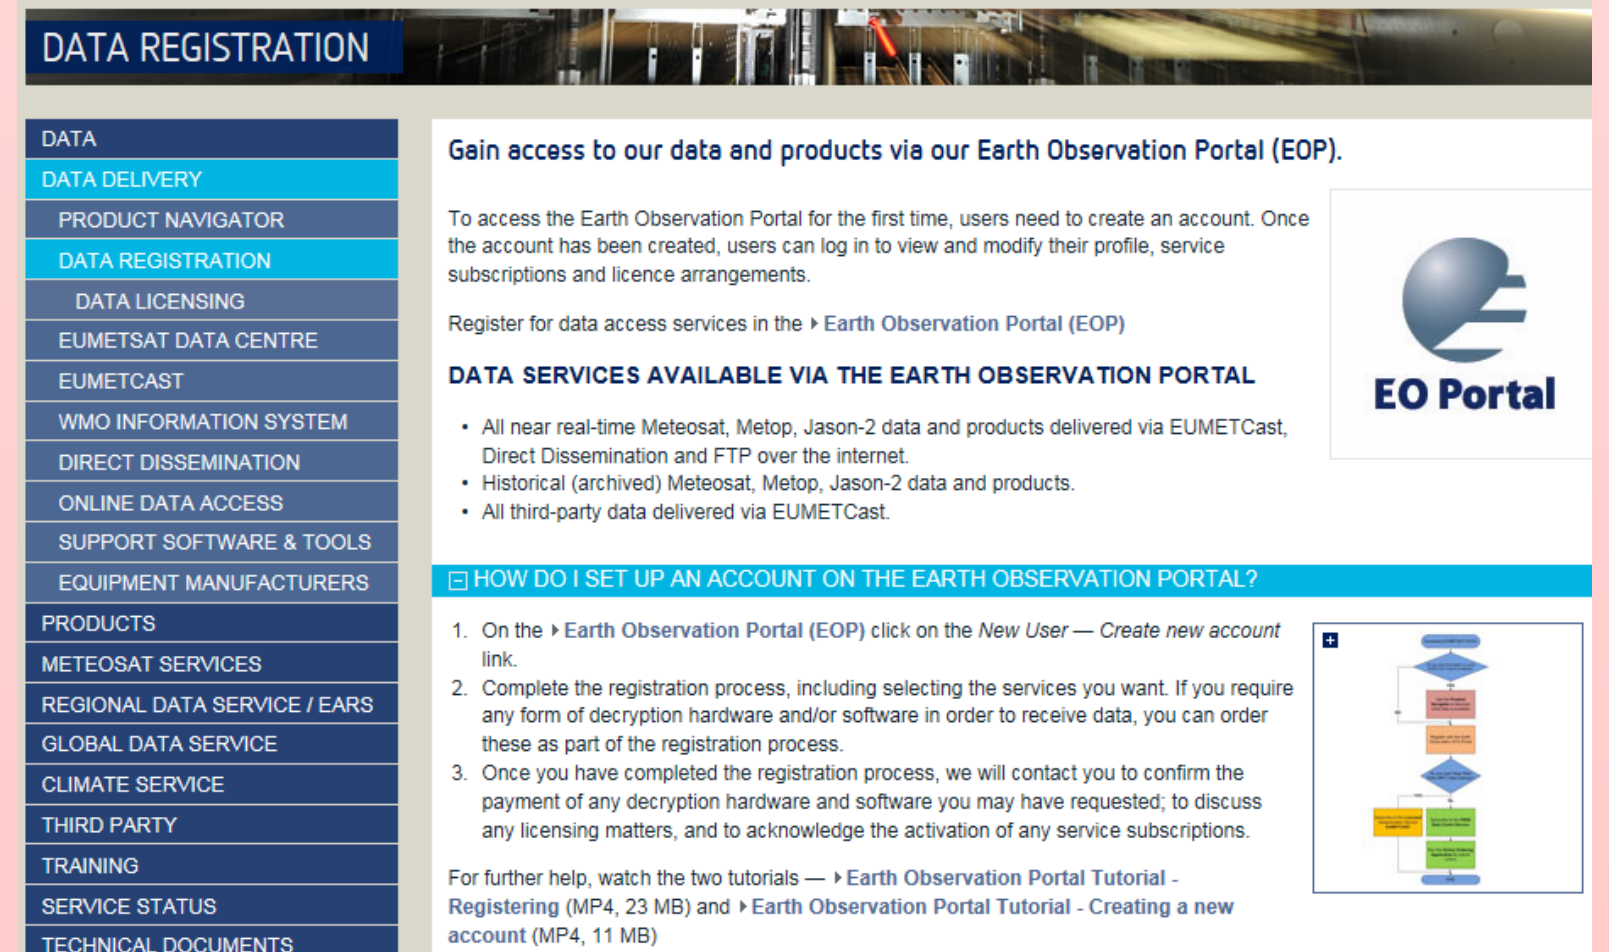 DATA REGISTRATION
DATA
DATA DELIVERY
PRODUCT NAVIGATOR
DATA REGISTRATION
DATA LICENSING
EUMETSAT DATA CENTRE
EUMETCAST
WMO INFORMATION SYSTEM
DIRECT DISSEMINATION
ONLINE DATA ACCESS
SUPPORT SOFTWARE & TOOLS
EQUIPMENT MANUFACTURERS
PRODUCTS
METEOSAT SERVICES
REGIONAL DATA SERVICE / EARS
GLOBAL DATA SERVICE
CLIMATE SERVICE
THIRD PARTY
TRAINING
SERVICE STATUS
TECHNICAL DOCUMENTS
Gain access to our data and products via our Earth Observation Portal (EOP).
To access the Earth Observation Portal for the first time, users need to create an account. Once
the account has been created, users can log in to view and modify their profile, service
subscriptions and licence arrangements.
Register for data access services in the Earth Observation Portal (EOP)
EO Portal
DATA SERVICES AVAILABLE VIA THE EARTH OBSERVATION PORTAL
• All near real-time Meteosat, Metop, Jason-2 data and products delivered via EUMETCast,
Direct Dissemination and FTP over the internet.
• Historical (archived) Meteosat, Metop, Jason-2 data and products.
• All third-party data delivered via EUMETCast.
HOW DO I SET UP AN ACCOUNT ON THE EARTH OBSERVATION PORTAL?
1. On the Earth Observation Portal (EOP) click on the New User — Create new account
link.
2. Complete the registration process, including selecting the services you want. If you require
any form of decryption hardware and/or software in order to receive data, you can order
these as part of the registration process.
3. Once you have completed the registration process, we will contact you to confirm the
payment of any decryption hardware and software you may have requested; to discuss
any licensing matters, and to acknowledge the activation of any service subscriptions.
For further help, watch the two tutorials — Earth Observation Portal Tutorial -
Registering (MP4, 23 MB) and Earth Observation Portal Tutorial - Creating a new
account (MP4, 11 MB)